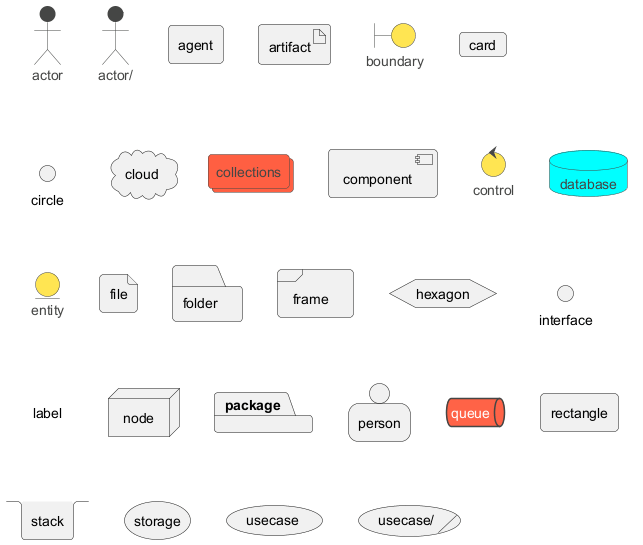 actor
actor/
agent
artifact
boundary
card
circle
cloud
collections
component
control
database
entity
file
folder
frame
hexagon
interface
label
node
package
person
queue
rectangle
stack
storage
usecase
usecase/